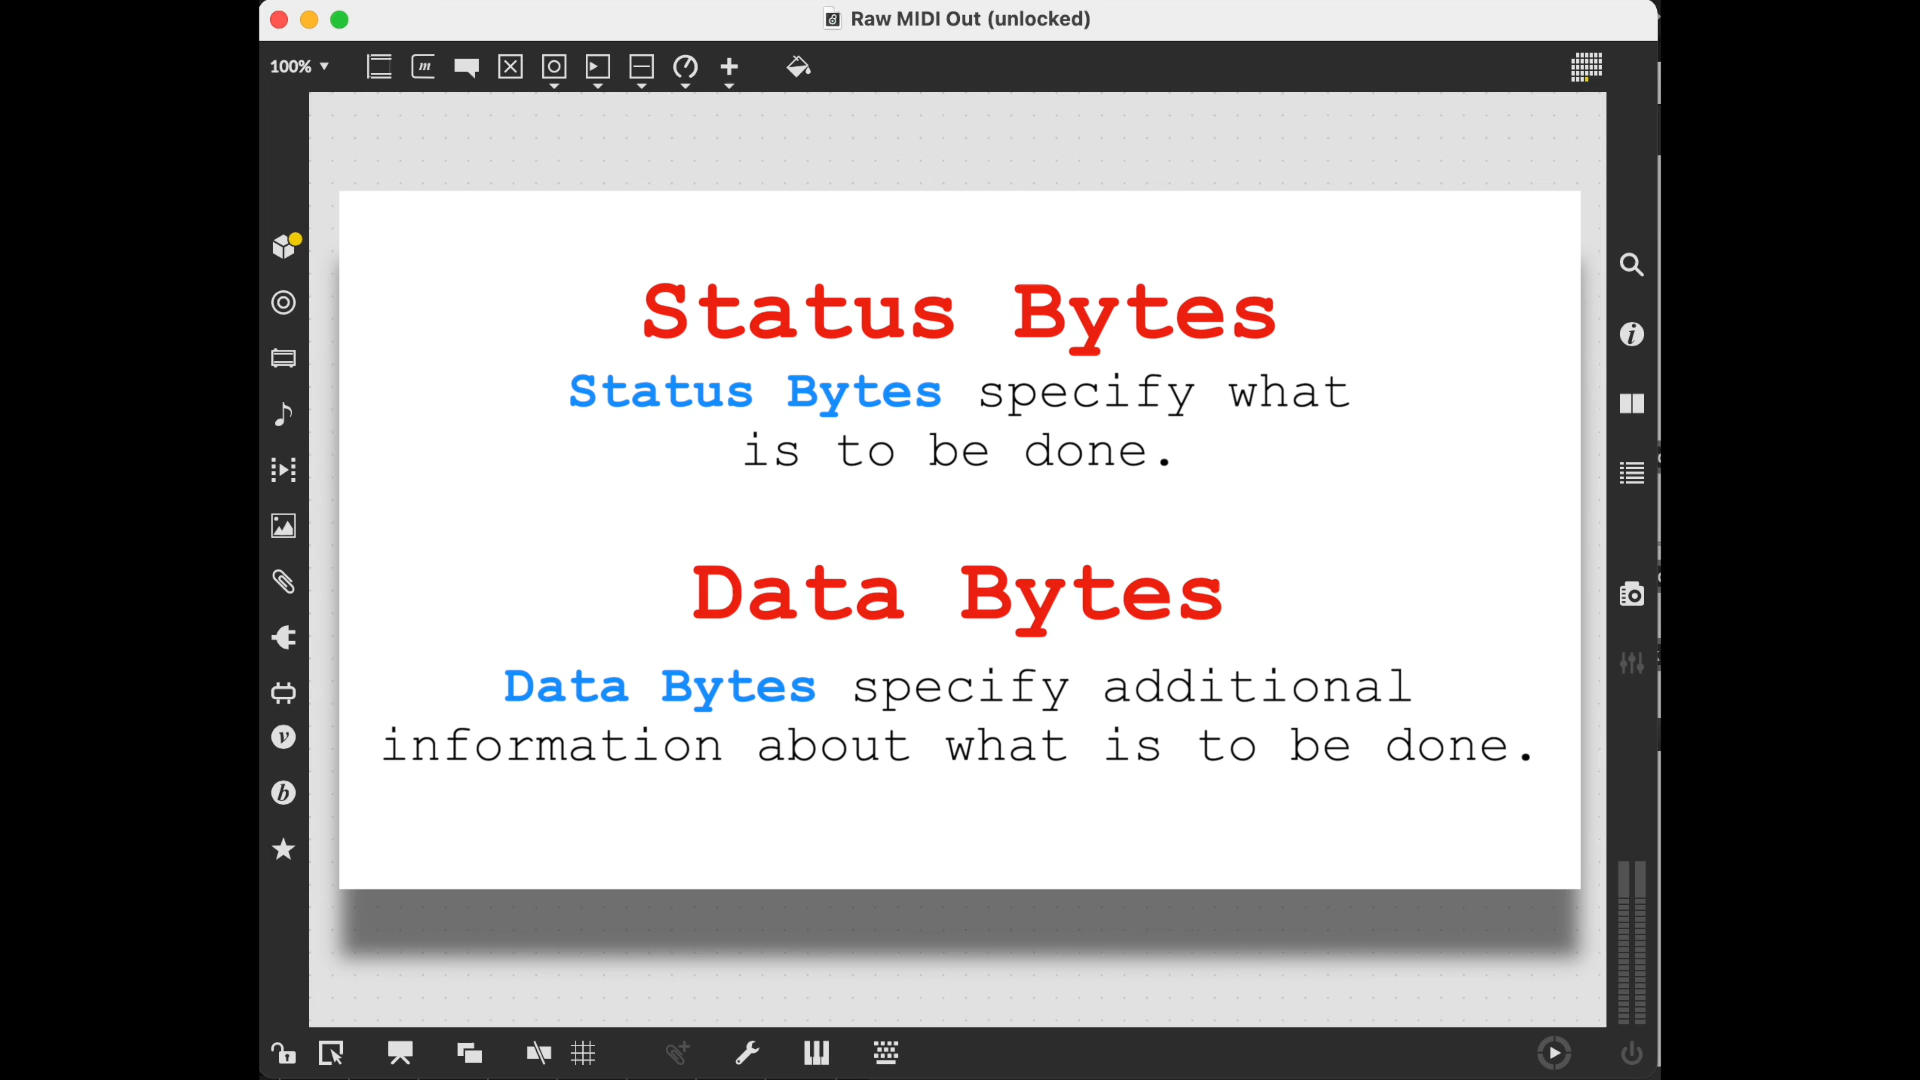 Raw MIDI Out (unlocked)
100%
m
Status Bytes
Status Bytes specify what
is to be done.
Data Bytes
Data Bytes specify additional
information about what is to be done.
i
v
b